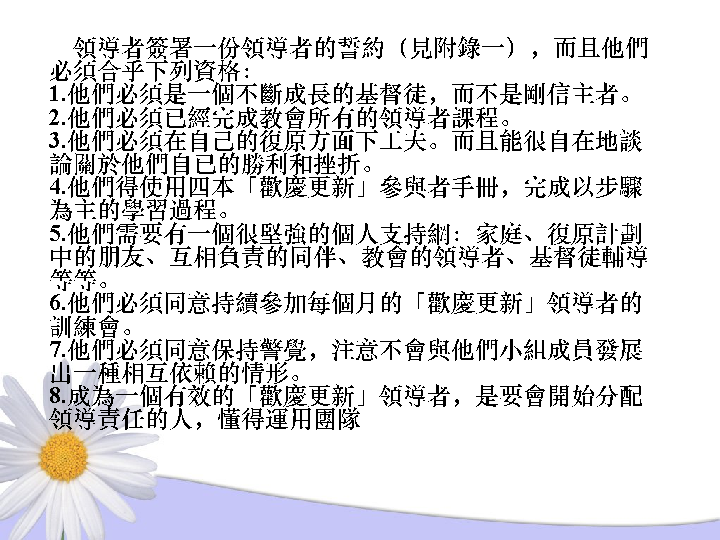 領導者簽署一份領導者的誓約（見附錄一），而且他們
必須合乎下列資格：
1. 他們必須是一個不斷成長的基督徒，而不是剛信主者。
2. 他們必須已經完成教會所有的領導者課程。
3. 他們必須在自己的復原方面下工夫。而且能很自在地談
論關於他們自已的勝利和挫折。
4. 他們得使用四本「歡慶更新」參與者手冊，完成以步驟
為主的學習過程。
5. 他們需要有一個很堅強的個人支持網：家庭、復原計劃
中的朋友、互相負責的同伴、教會的領導者、基督徒輔導
等等。
6. 他們必須同意持續參加每個月的「歡慶更新」領導者的
訓練會。
7. 他們必須同意保持警覺，注意不會與他們小組成員發展
出一種相互依賴的情形。
8. 成為一個有效的「歡慶更新」領導者，是要會開始分配
領導責任的人，懂得運用團隊